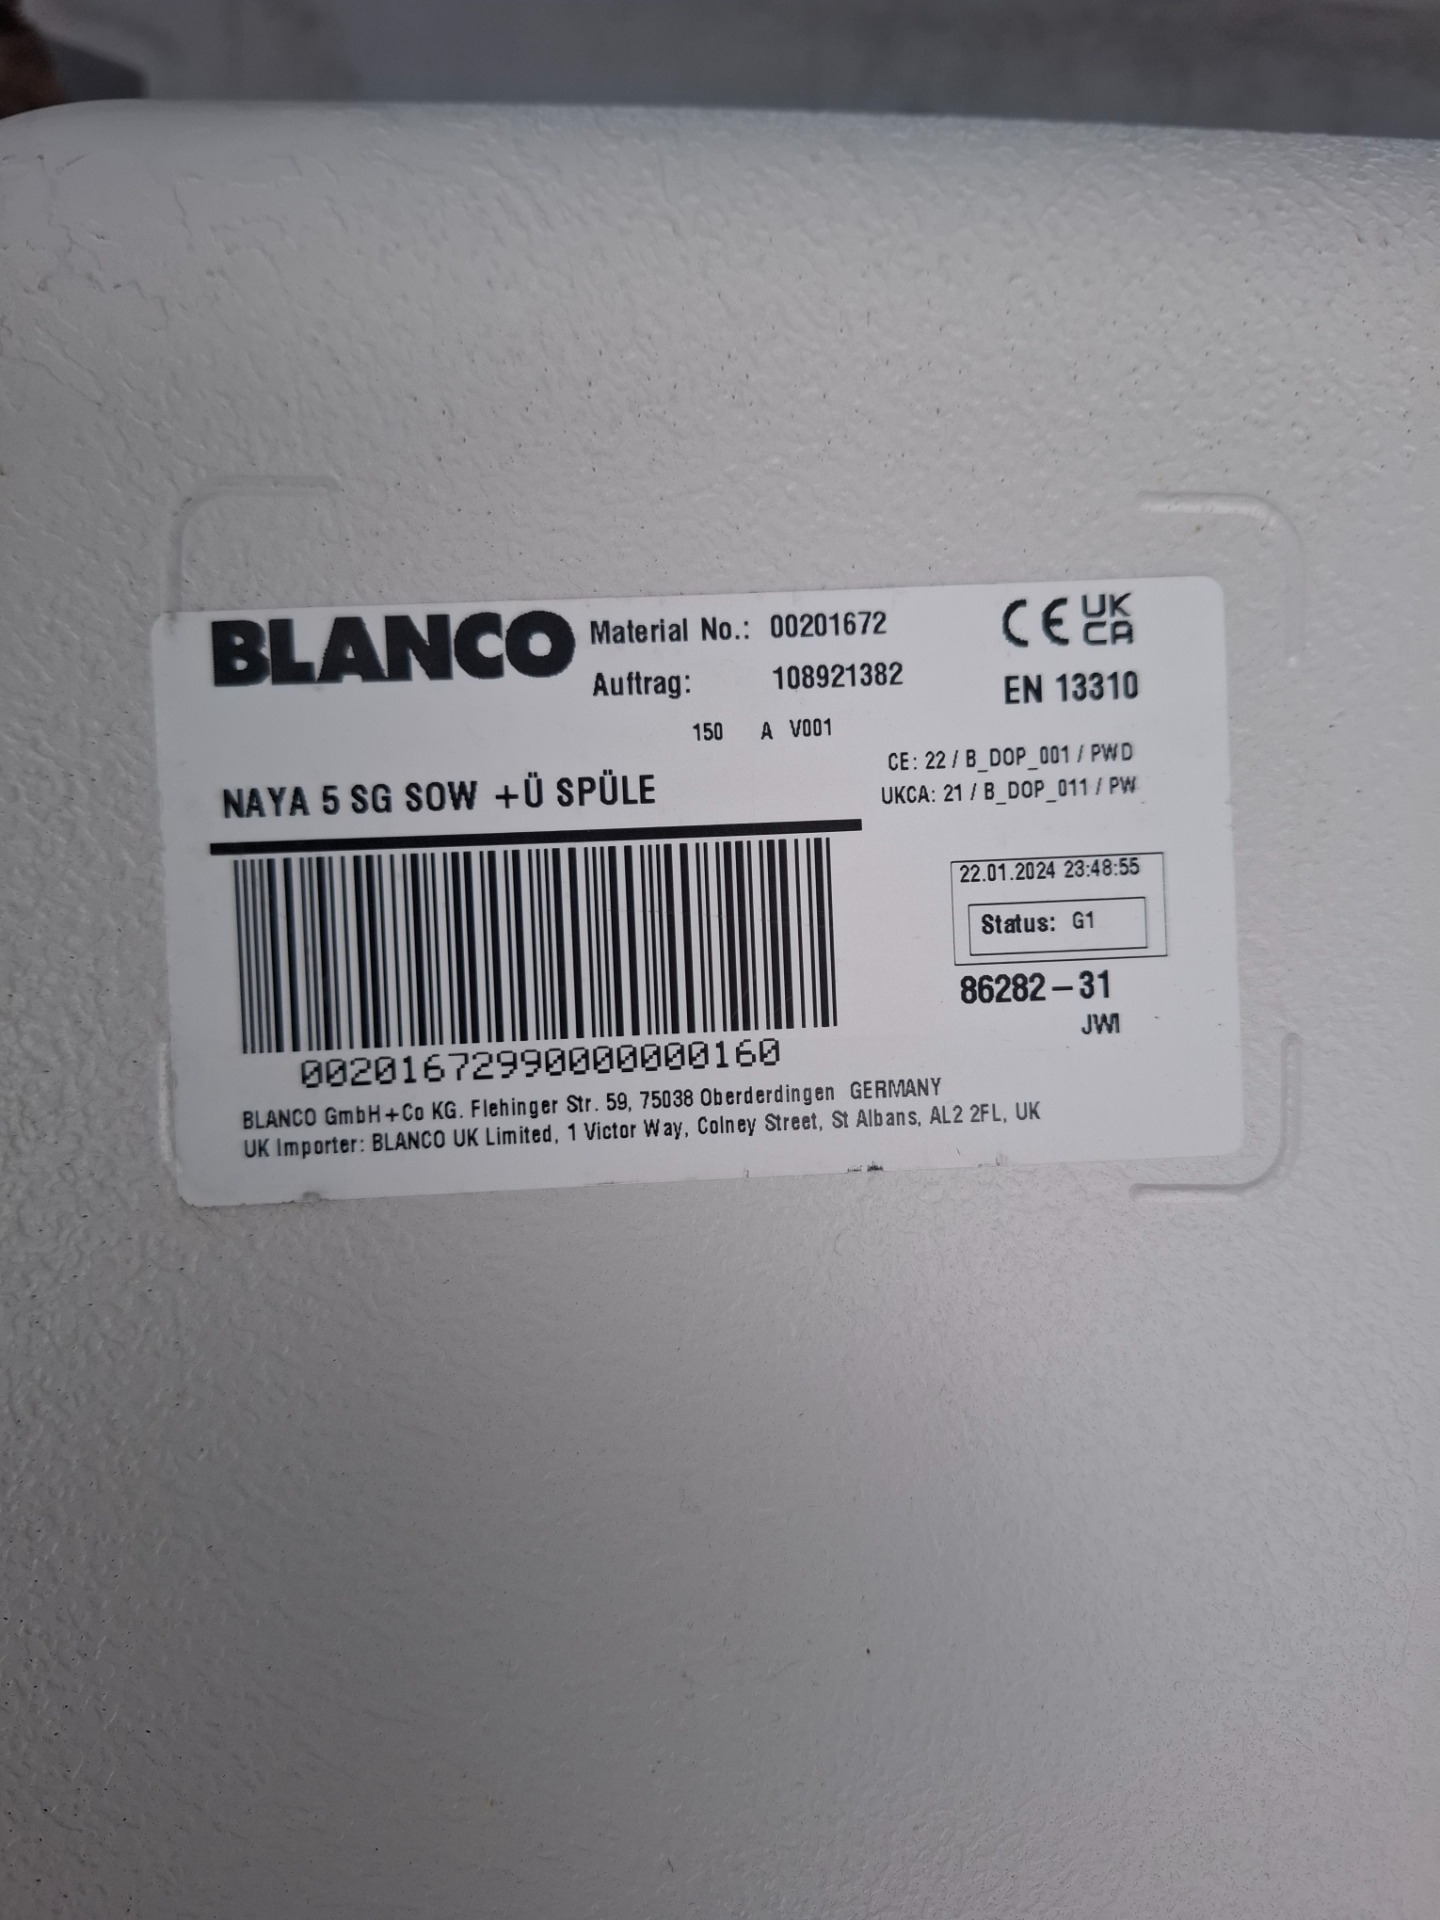 BLANCO
Material No.: 00201672
Auftrag: 108921382
150 A V001
CE UK CA
EN 13310
CE: 22 / B_DOP_001 / PWD
UKCA: 21 / B_DOP_011 / PW
NAYA 5 SG SOW +Ü SPÜLE
22.01.2024 23:48:55
Status: G1
86282-31
JWI
00201672990000000160
BLANCO GmbH+Co KG. Flehinger Str. 59, 75038 Oberderdingen GERMANY
UK Importer: BLANCO UK Limited, 1 Victor Way, Colney Street, St Albans, AL2 2FL, UK